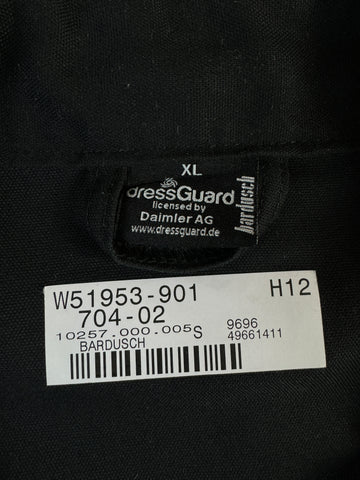 XL
dressGuard
licensed by
Daimler AG
www.dressguard.de
bardusch
W51953-901 H12
704-02
10257.000.005S 9696
BARDUSCH 49661411